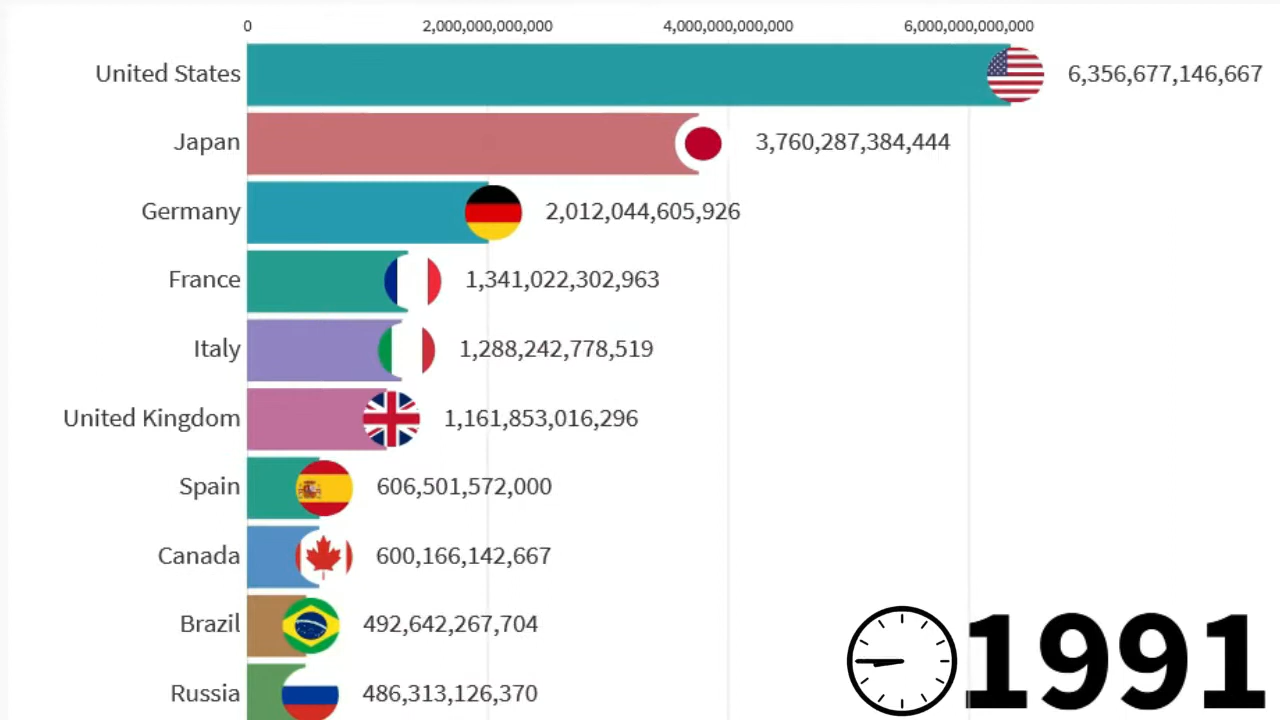 0 2,000,000,000,000 4,000,000,000,000 6,000,000,000,000
United States 6,356,677,146,667
Japan 3,760,287,384,444
Germany 2,012,044,605,926
France 1,341,022,302,963
Italy 1,288,242,778,519
United Kingdom 1,161,853,016,296
Spain 606,501,572,000
Canada 600,166,142,667
Brazil 492,642,267,704
Russia 486,313,126,370
1991